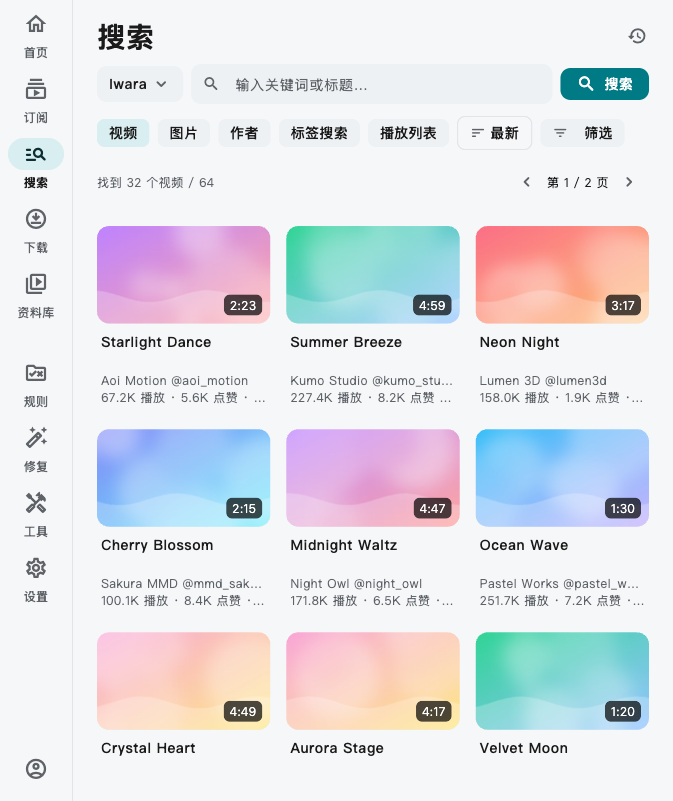 首页
订阅
搜索
下载
资料库
规则
修复
工具
设置
搜索
Iwara
输入关键词或标题...
搜索
视频 图片 作者 标签搜索 播放列表 最新 筛选
找到 32 个视频 / 64
第 1 / 2 页
2:23 4:59 3:17
Starlight Dance Summer Breeze Neon Night
Aoi Motion @aoi_motion Kumo Studio @kumo_stu... Lumen 3D @lumen3d
67.2K 播放 · 5.6K 点赞 · ... 227.4K 播放 · 8.2K 点赞 ... 158.0K 播放 · 1.9K 点赞 ·...
2:15 4:47 1:30
Cherry Blossom Midnight Waltz Ocean Wave
Sakura MMD @mmd_sak... Night Owl @night_owl Pastel Works @pastel_w...
100.1K 播放 · 8.4K 点赞 ·... 171.8K 播放 · 6.5K 点赞 ·... 251.7K 播放 · 7.2K 点赞 ·...
4:49 4:17 1:20
Crystal Heart Aurora Stage Velvet Moon